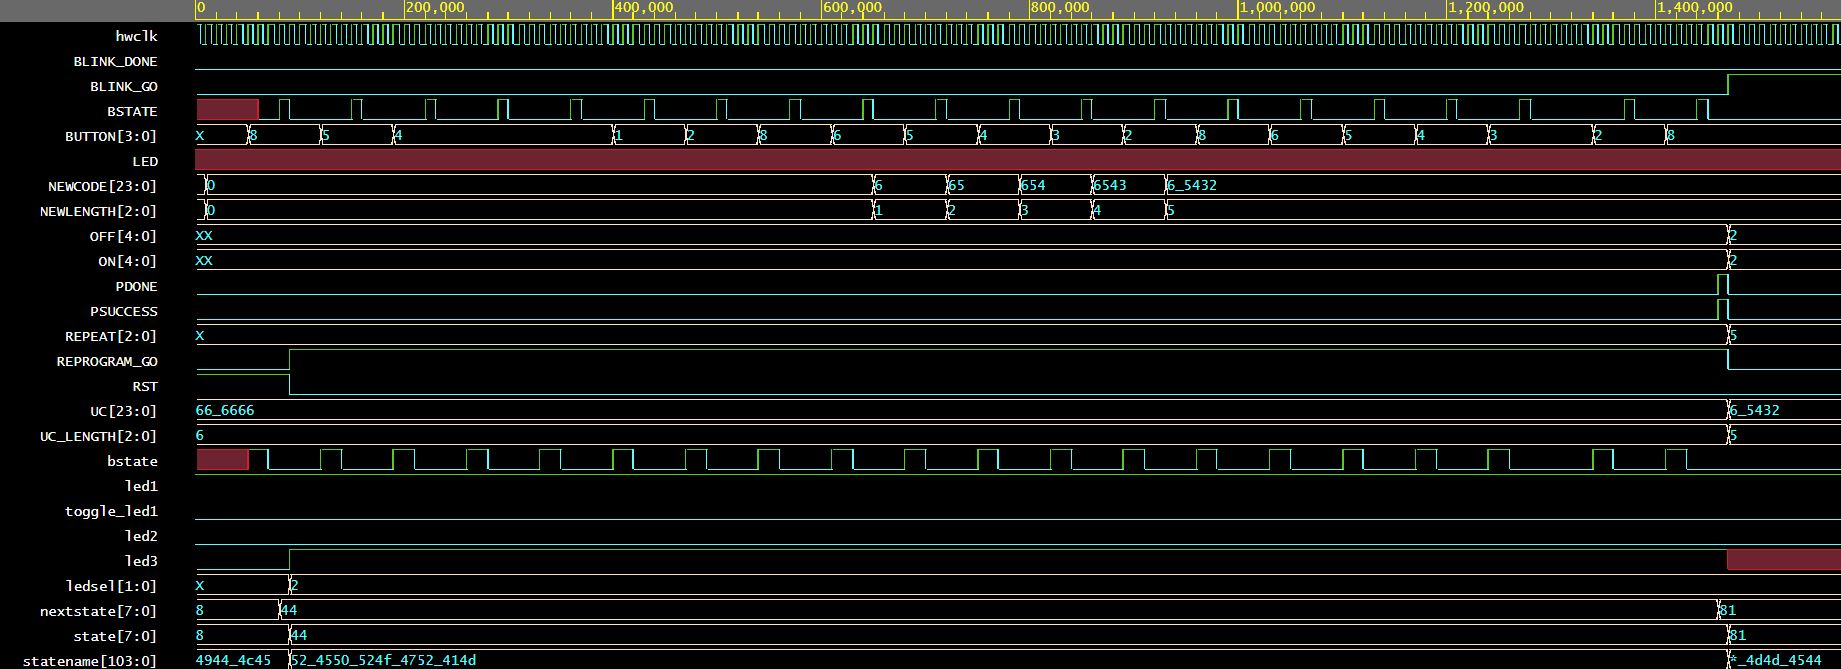 0 200,000 400,000 600,000 800,000 1,000,000 1,200,000 1,400,000
hwclk
BLINK_DONE
BLINK_GO
BSTATE
BUTTON[3:0] X 8 5 4 1 2 8 6 5 4 3 2 8 6 5 4 3 2 8
LED
NEWCODE[23:0] 0 6 65 654 6543 6_5432
NEWLENGTH[2:0] 0 1 2 3 4 5
OFF[4:0] XX 2
ON[4:0] XX 2
PDONE
PSUCCESS
REPEAT[2:0] X 5
REPROGRAM_GO
RST
UC[23:0] 66_6666 6_5432
UC_LENGTH[2:0] 6 5
bstate
led1
toggle_led1
led2
led3
ledsel[1:0] X 2
nextstate[7:0] 8 44 81
state[7:0] 8 44 81
statename[103:0] 4944_4c45 52_4550_524f_4752_414d *_4d4d_4544